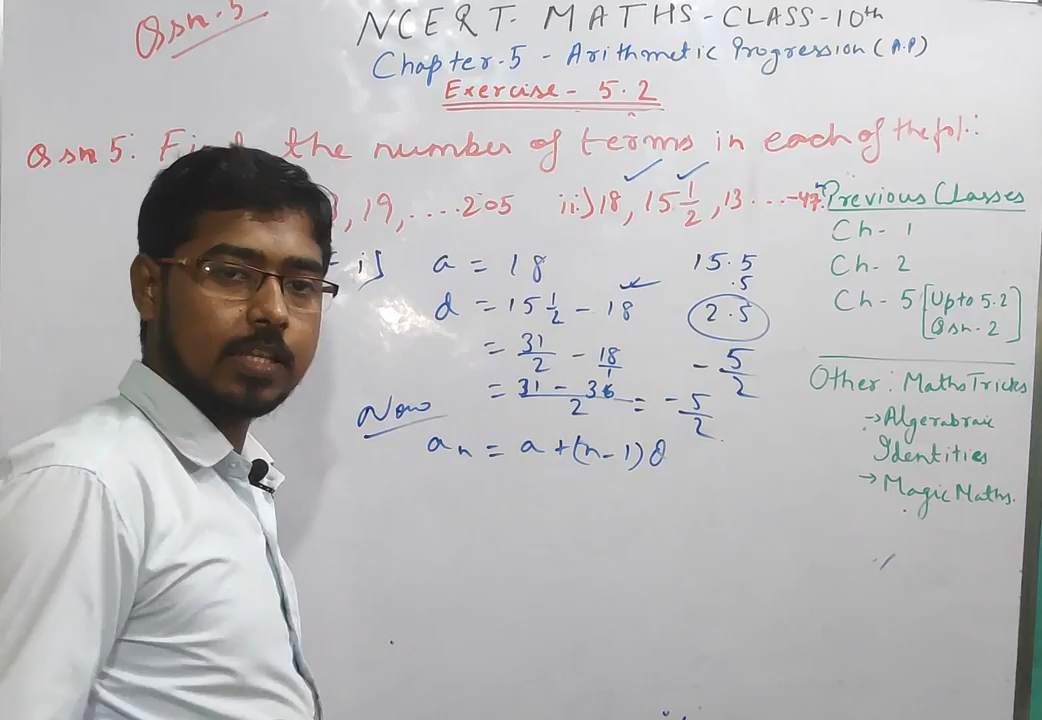 Qsn.5
NCERT MATHS - CLASS - 10th
Chapter.5 - Arithmetic Progression (A.P)
Exercise - 5.2
Qsn 5. the number of terms in each of the fol.:
, 19, ....205 ii) 18, 15 1/2, 13 ...-47.
i) a = 18
d = 15 1/2 - 18
= 31/2 - 18/1
= 31 - 36/2 = - 5/2
Now
an = a + (n-1) d
15.5
.5
2.5
- 5/2
Previous Classes
Ch - 1
Ch - 2
Ch - 5 [Upto 5.2
Qsn. 2]
Other: Maths Tricks
→ Algerabraic
Identities
→ Magic Maths.